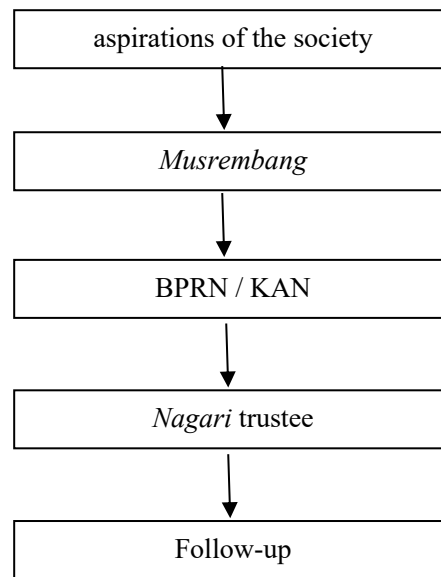 aspirations of the society
Musrembang
BPRN / KAN
Nagari trustee
Follow-up